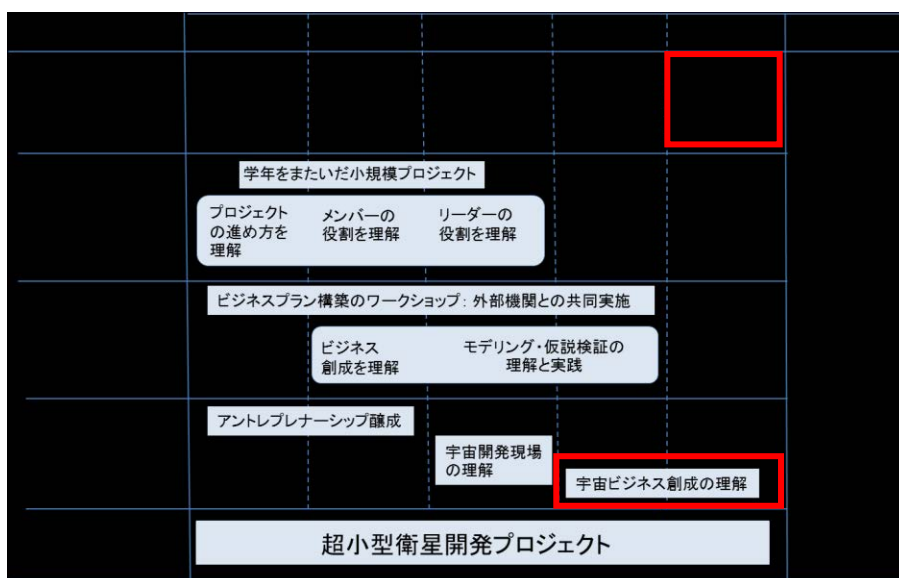 学年をまたいだ小規模プロジェクト
プロジェクト
の進め方を
理解
メンバーの
役割を理解
リーダーの
役割を理解
ビジネスプラン構築のワークショップ：外部機関との共同実施
ビジネス
創成を理解
モデリング・仮説検証の
理解と実践
アントレプレナーシップ醸成
宇宙開発現場
の理解
宇宙ビジネス創成の理解
超小型衛星開発プロジェクト